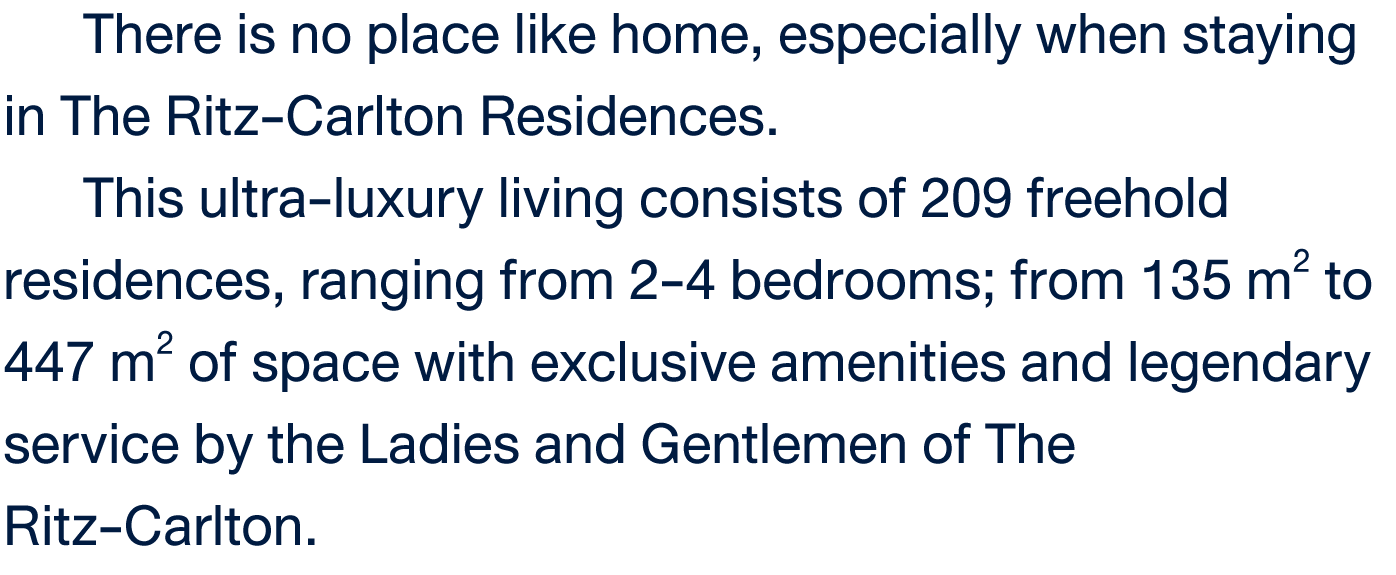 There is no place like home, especially when staying
in The Ritz–Carlton Residences.
This ultra–luxury living consists of 209 freehold
residences, ranging from 2–4 bedrooms; from 135 m² to
447 m² of space with exclusive amenities and legendary
service by the Ladies and Gentlemen of The
Ritz–Carlton.